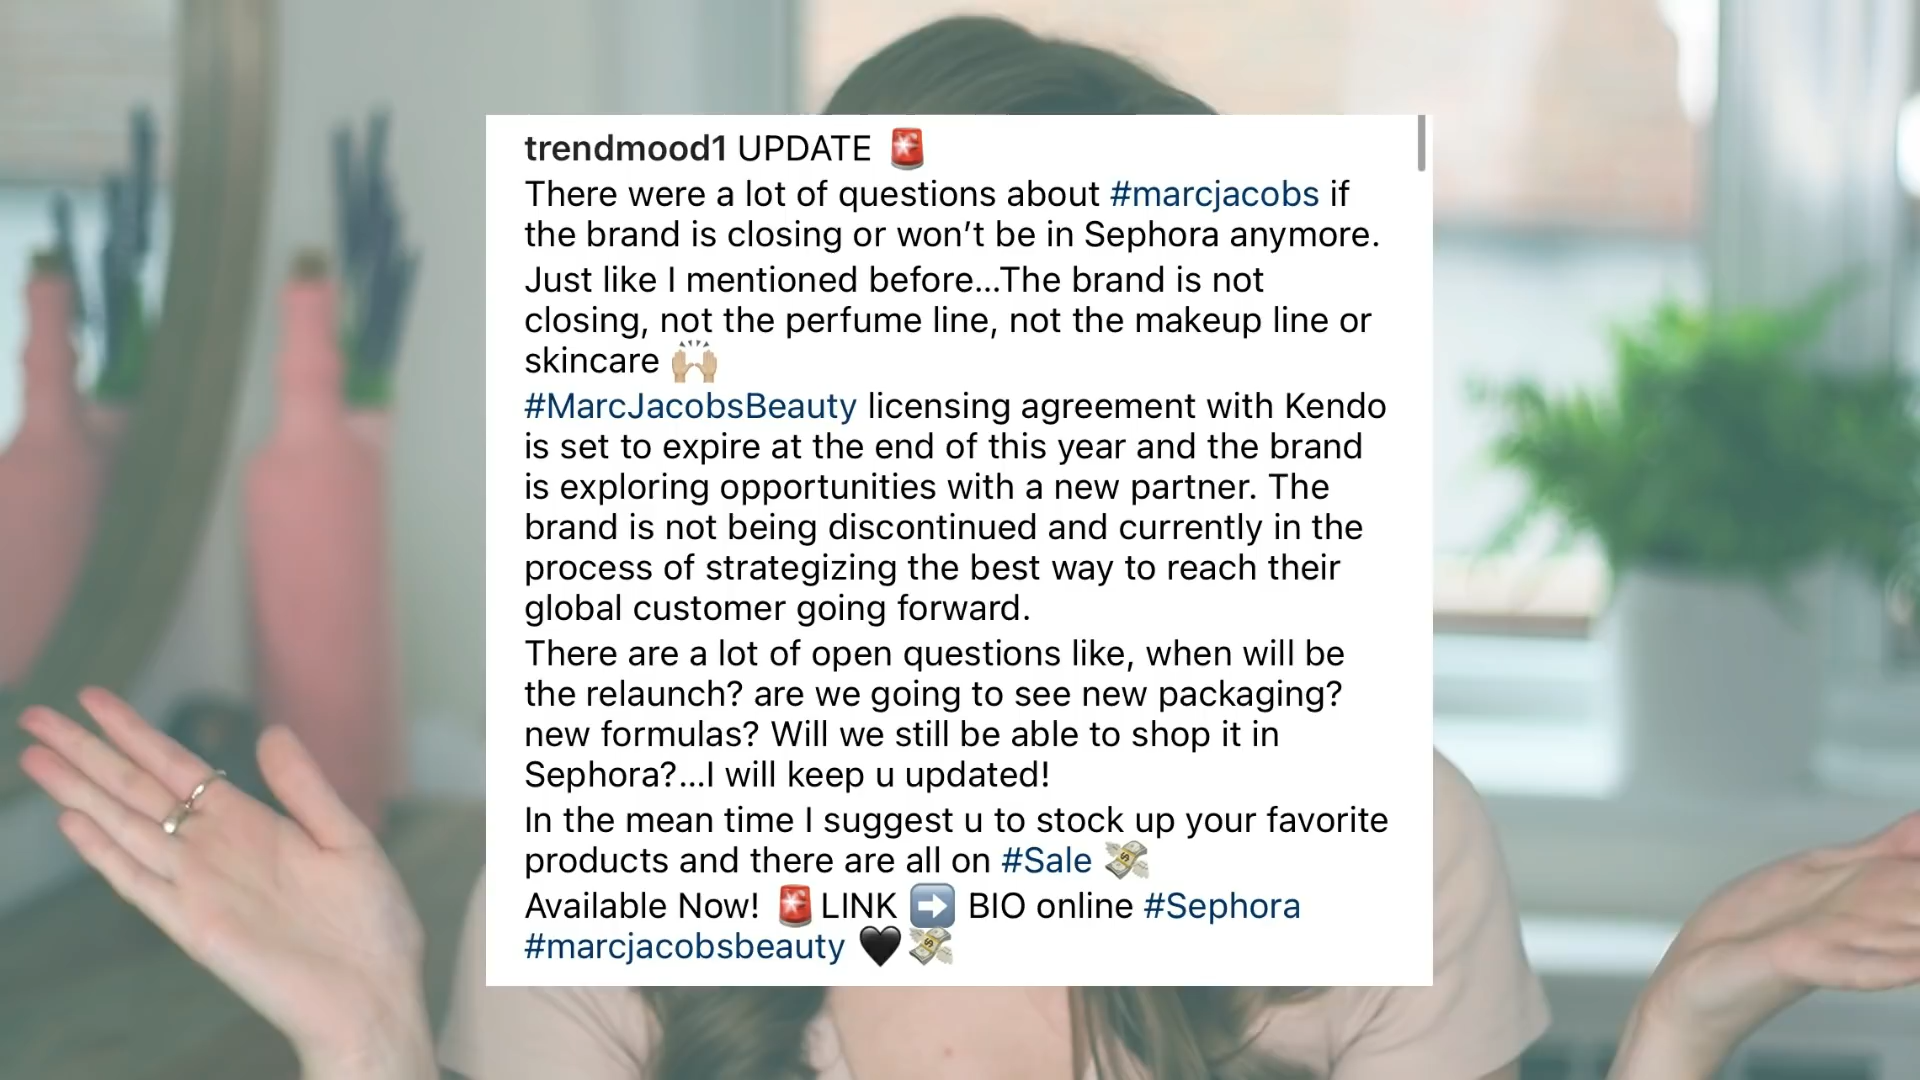 trendmood1 UPDATE 🚨
There were a lot of questions about #marcjacobs if
the brand is closing or won’t be in Sephora anymore.
Just like I mentioned before...The brand is not
closing, not the perfume line, not the makeup line or
skincare 🙌🏼
#MarcJacobsBeauty licensing agreement with Kendo
is set to expire at the end of this year and the brand
is exploring opportunities with a new partner. The
brand is not being discontinued and currently in the
process of strategizing the best way to reach their
global customer going forward.
There are a lot of open questions like, when will be
the relaunch? are we going to see new packaging?
new formulas? Will we still be able to shop it in
Sephora?...I will keep u updated!
In the mean time I suggest u to stock up your favorite
products and there are all on #Sale 💸
Available Now! 🚨LINK ➡️ BIO online #Sephora
#marcjacobsbeauty 🖤💸